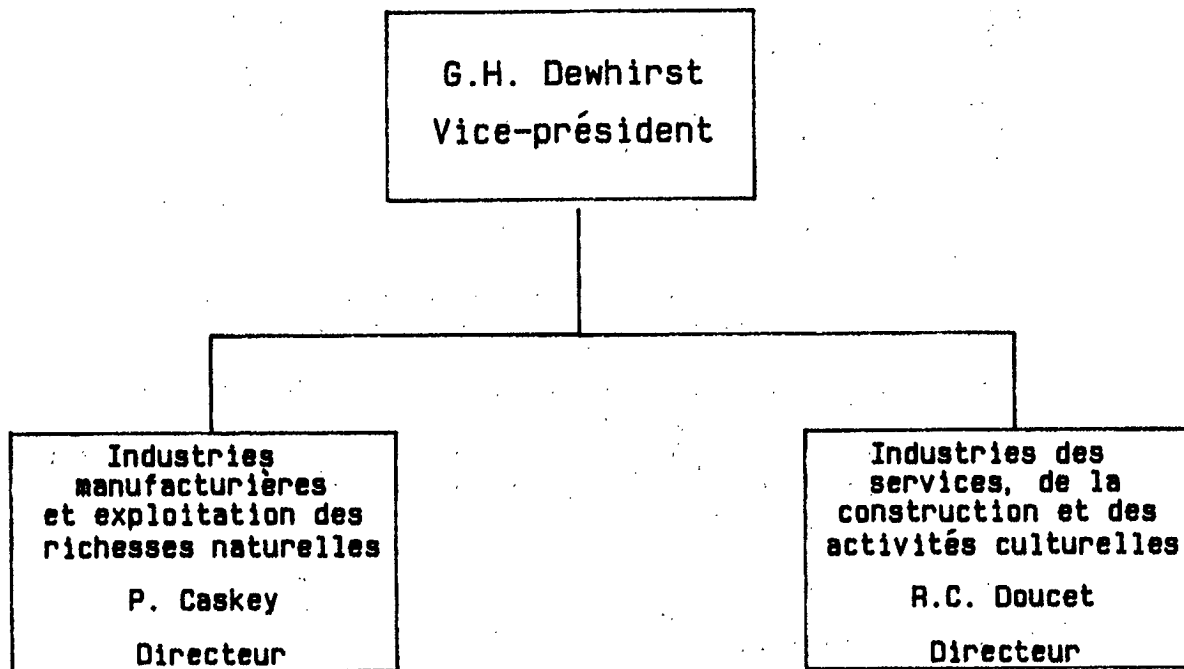 G.H. Dewhirst
Vice-président
Industries
manufacturières
et exploitation des
richesses naturelles
P. Caskey
Directeur
Industries des
services, de la
construction et des
activités culturelles
R.C. Doucet
Directeur